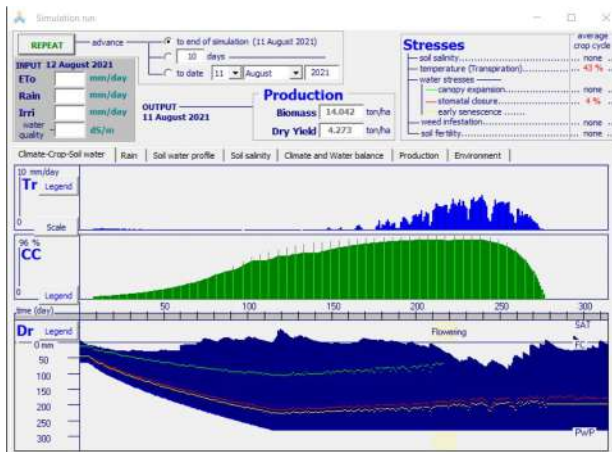 Simulation run
REPEAT
advance
to end of simulation (11 August 2021)
10 days
to date 11 August 2021
INPUT 12 August 2021
ETo mm/day
Rain mm/day
Irri mm/day
water quality dS/m
OUTPUT
11 August 2021
Production
Biomass 14.042 ton/ha
Dry Yield 4.273 ton/ha
Stresses
average
crop cycle
soil salinity none
temperature (Transpiration) 43 %
water stresses
canopy expansion none
stomatal closure 4 %
early senescence
weed infestation none
soil fertility none
Climate-Crop-Soil water Rain Soil water profile Soil salinity Climate and Water balance Production Environment
10 mm/day
Tr Legend
0
Scale
96 %
CC
0
Legend
time (day) 50 100 150 200 250 300
Dr Legend
Flowering
SAT
0 mm
FC
50
100
150
200
250
300
PWP